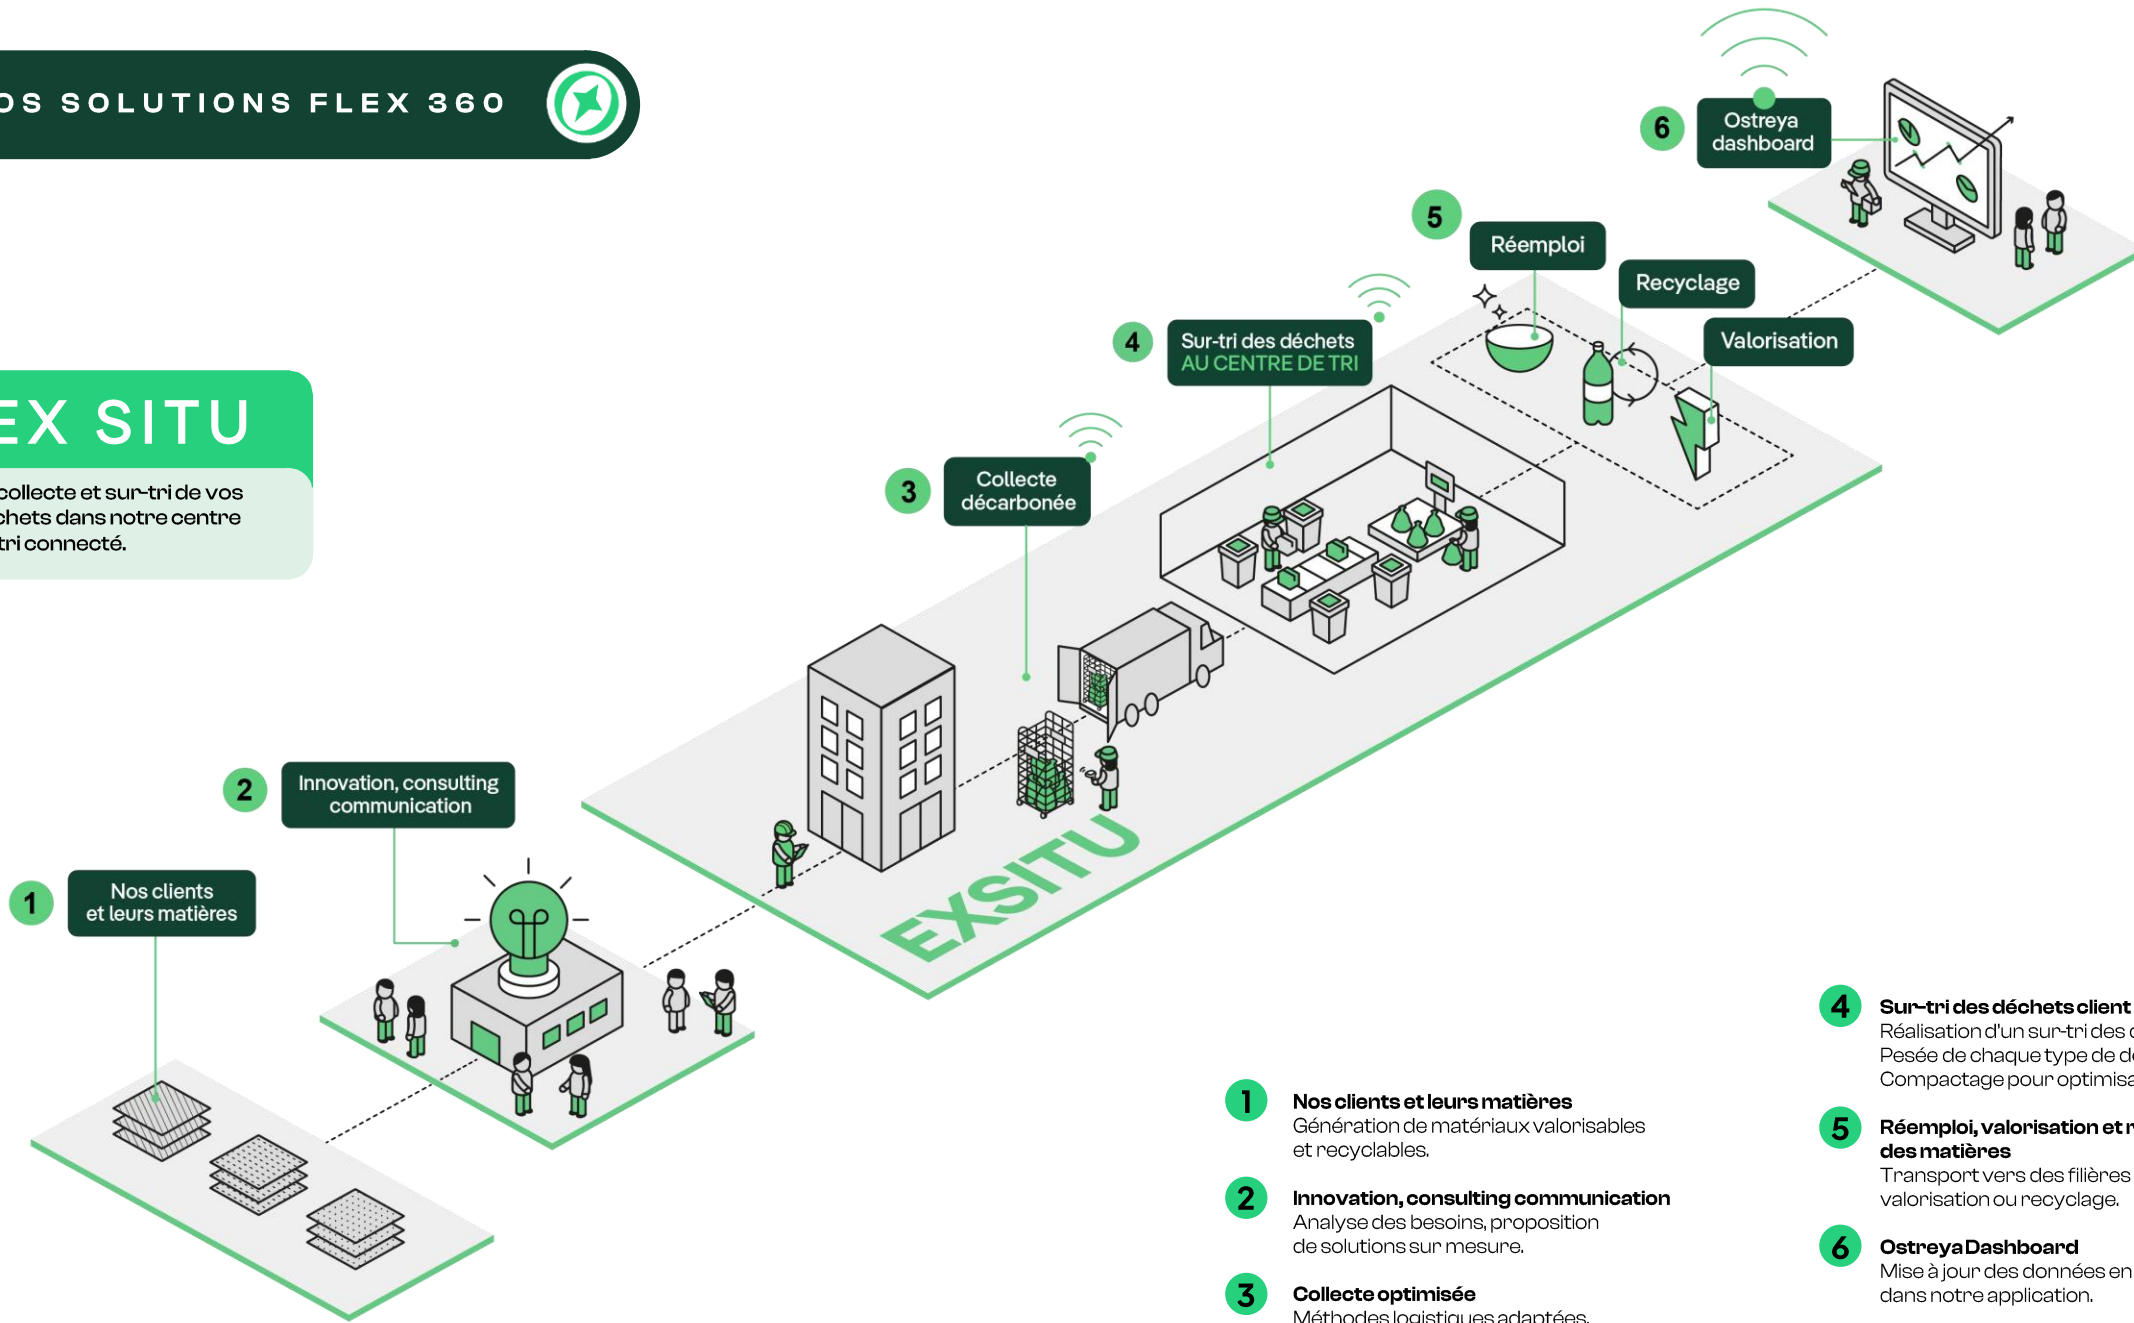 OS SOLUTIONS FLEX 360
EX SITU
collecte et sur-tri de vos
chets dans notre centre
tri connecté.
1
Nos clients
et leurs matières
2
Innovation, consulting
communication
3
Collecte
décarbonée
4
Sur-tri des déchets
AU CENTRE DE TRI
5
Réemploi
Recyclage
Valorisation
6
Ostreya
dashboard
EXSITU
1
Nos clients et leurs matières
Génération de matériaux valorisables
et recyclables.
2
Innovation, consulting communication
Analyse des besoins, proposition
de solutions sur mesure.
3
Collecte optimisée
Méthodes logistiques adaptées.
4
Sur-tri des déchets client
Réalisation d'un sur-tri des
Pesée de chaque type de
Compactage pour
5
Réemploi, valorisation et
des matières
Transport vers des filières
valorisation ou recyclage.
6
Ostreya Dashboard
Mise à jour des données en
dans notre application.